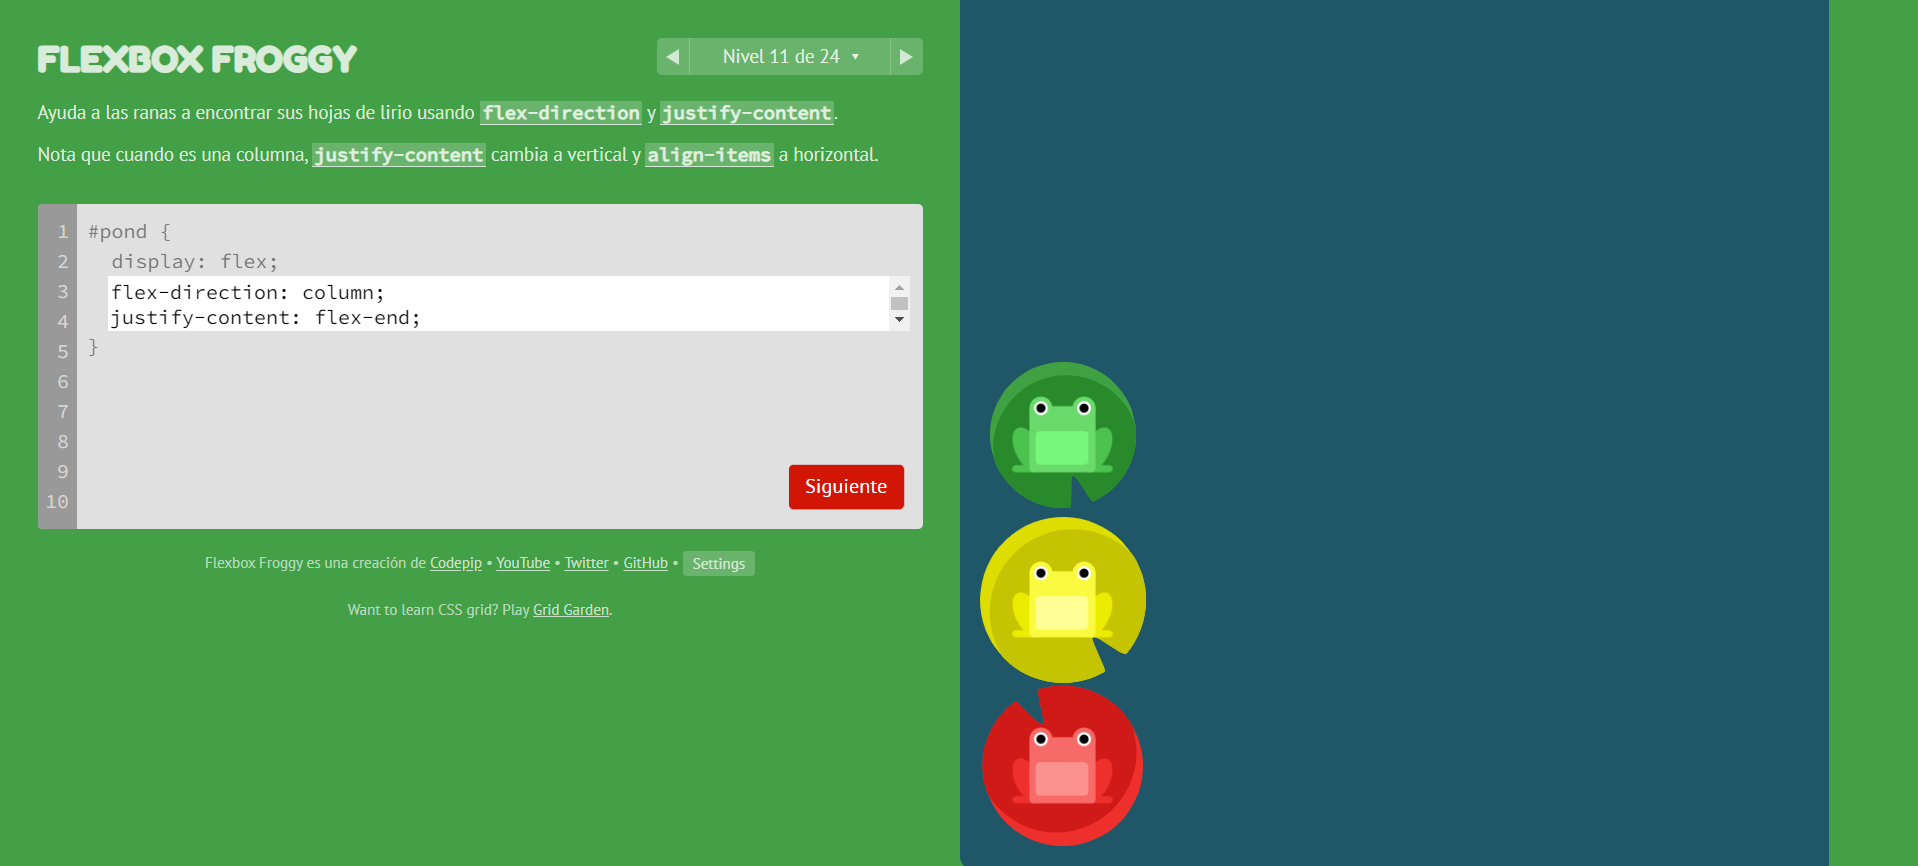 FLEXBOX FROGGY
◀ Nivel 11 de 24 ▾ ▶
Ayuda a las ranas a encontrar sus hojas de lirio usando flex-direction y justify-content.
Nota que cuando es una columna, justify-content cambia a vertical y align-items a horizontal.
1 #pond {
2 display: flex;
3 flex-direction: column;
4 justify-content: flex-end;
5 }
6
7
8
9
10
Siguiente
Flexbox Froggy es una creación de Codepip • YouTube • Twitter • GitHub • Settings
Want to learn CSS grid? Play Grid Garden.